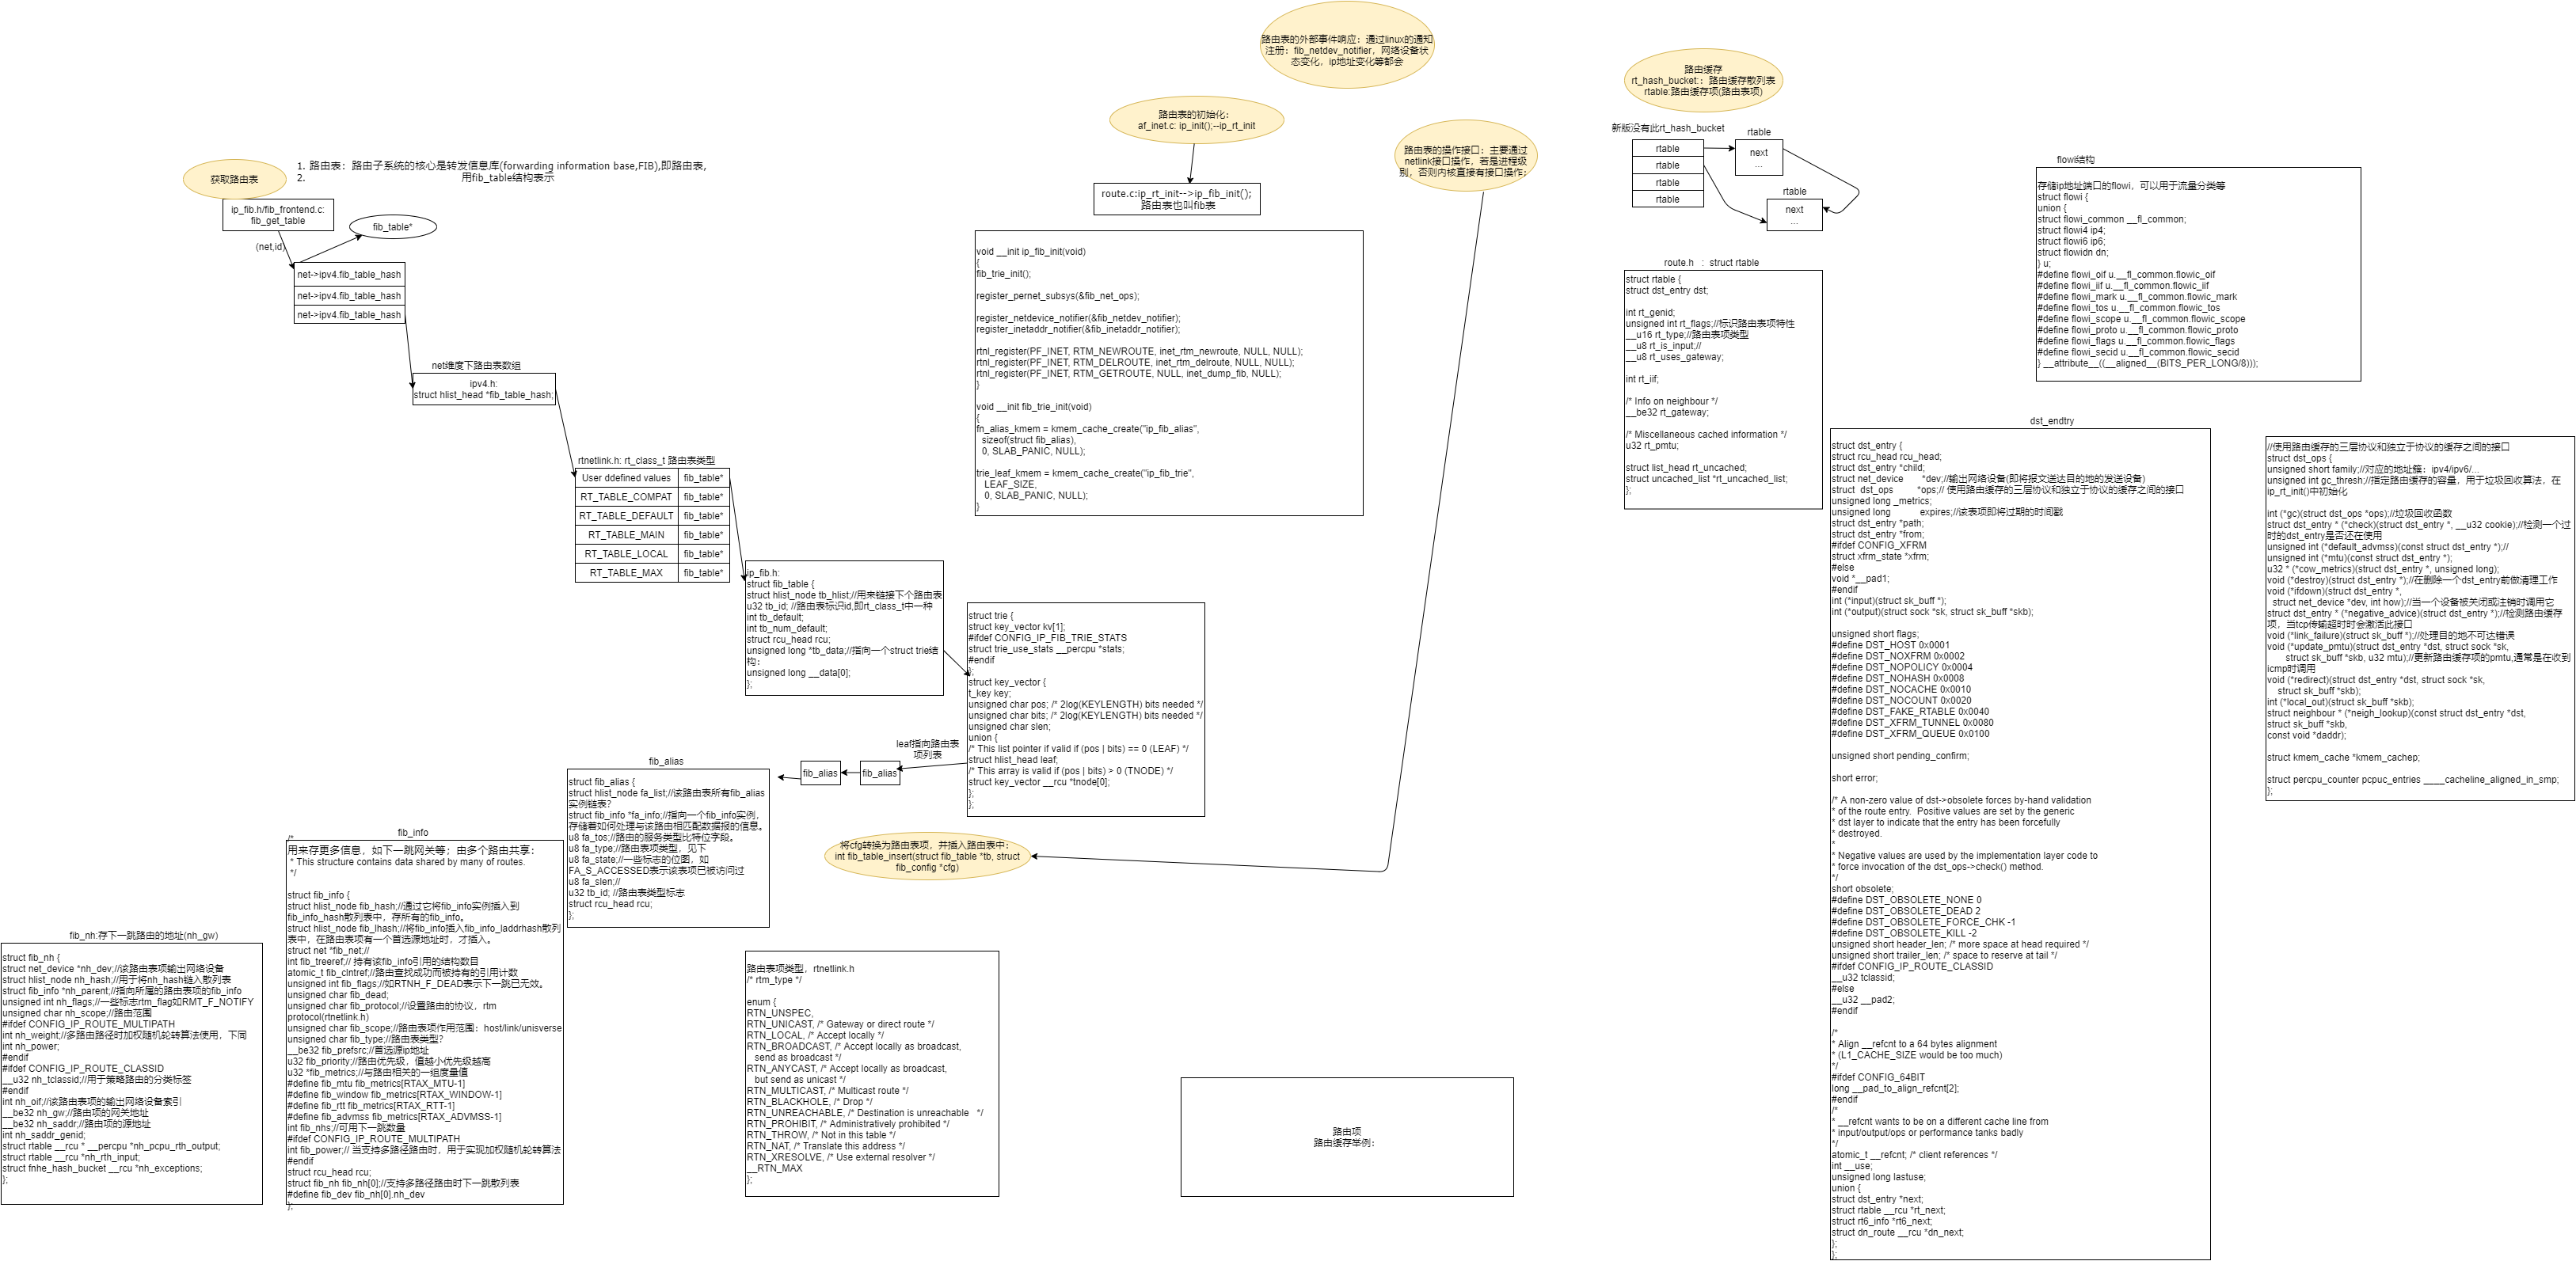 路由表的外部事件响应：通过linux的通知
注册：fib_netdev_notifier，网络设备状
态变化，ip地址变化等都会
路由表的初始化：
af_inet.c: ip_init();--ip_rt_init
route.c:ip_rt_init-->ip_fib_init();
路由表也叫fib表
路由表的操作接口：主要通过
netlink接口操作，若是进程级
别，否则内核直接有接口操作：
路由缓存
rt_hash_bucket:：路由缓存散列表
rtable:路由缓存项(路由表项)
新版没有此rt_hash_bucket
rtable
rtable
rtable
rtable
rtable
next
...
rtable
next
...
获取路由表
1. 路由表：路由子系统的核心是转发信息库(forwarding information base,FIB),即路由表,
2. 用fib_table结构表示
ip_fib.h/fib_frontend.c:
fib_get_table
fib_table*
(net,id)
net->ipv4.fib_table_hash
net->ipv4.fib_table_hash
net->ipv4.fib_table_hash
net维度下路由表数组
ipv4.h:
struct hlist_head *fib_table_hash;
rtnetlink.h: rt_class_t 路由表类型
User ddefined values
fib_table*
RT_TABLE_COMPAT
fib_table*
RT_TABLE_DEFAULT
fib_table*
RT_TABLE_MAIN
fib_table*
RT_TABLE_LOCAL
fib_table*
RT_TABLE_MAX
fib_table*
void __init ip_fib_init(void)
{
fib_trie_init();
register_pernet_subsys(&fib_net_ops);
register_netdevice_notifier(&fib_netdev_notifier);
register_inetaddr_notifier(&fib_inetaddr_notifier);
rtnl_register(PF_INET, RTM_NEWROUTE, inet_rtm_newroute, NULL, NULL);
rtnl_register(PF_INET, RTM_DELROUTE, inet_rtm_delroute, NULL, NULL);
rtnl_register(PF_INET, RTM_GETROUTE, NULL, inet_dump_fib, NULL);
}
void __init fib_trie_init(void)
{
fn_alias_kmem = kmem_cache_create("ip_fib_alias",
sizeof(struct fib_alias),
0, SLAB_PANIC, NULL);
trie_leaf_kmem = kmem_cache_create("ip_fib_trie",
LEAF_SIZE,
0, SLAB_PANIC, NULL);
}
ip_fib.h:
struct fib_table {
struct hlist_node tb_hlist;//用来链接下个路由表
u32 tb_id; //路由表标识id,即rt_class_t中一种
int tb_default;
int tb_num_default;
struct rcu_head rcu;
unsigned long *tb_data;//指向一个struct trie结
构：
unsigned long __data[0];
};
struct trie {
struct key_vector kv[1];
#ifdef CONFIG_IP_FIB_TRIE_STATS
struct trie_use_stats __percpu *stats;
#endif
};
struct key_vector {
t_key key;
unsigned char pos; /* 2log(KEYLENGTH) bits needed */
unsigned char bits; /* 2log(KEYLENGTH) bits needed */
unsigned char slen;
union {
/* This list pointer if valid if (pos | bits) == 0 (LEAF) */
struct hlist_head leaf;
/* This array is valid if (pos | bits) > 0 (TNODE) */
struct key_vector __rcu *tnode[0];
};
};
leaf指向路由表
项列表
fib_alias
fib_alias
fib_alias
struct fib_alias {
struct hlist_node fa_list;//该路由表所有fib_alias
实例链表?
struct fib_info *fa_info;//指向一个fib_info实例，
存储着如何处理与该路由相匹配数据报的信息。
u8 fa_tos;//路由的服务类型比特位字段。
u8 fa_type;//路由表项类型，见下
u8 fa_state;//一些标志的位图，如
FA_S_ACCESSED表示该表项已被访问过
u8 fa_slen;//
u32 tb_id; //路由表类型标志
struct rcu_head rcu;
};
将cfg转换为路由表项，并插入路由表中：
int fib_table_insert(struct fib_table *tb, struct
fib_config *cfg)
fib_info
/*
用来存更多信息，如下一跳网关等；由多个路由共享：
* This structure contains data shared by many of routes.
*/
struct fib_info {
struct hlist_node fib_hash;//通过它将fib_info实例插入到
fib_info_hash散列表中，存所有的fib_info。
struct hlist_node fib_lhash;//将fib_info插入fib_info_laddrhash散列
表中，在路由表项有一个首选源地址时，才插入。
struct net *fib_net;//
int fib_treeref;// 持有该fib_info引用的结构数目
atomic_t fib_clntref;//路由查找成功而被持有的引用计数
unsigned int fib_flags;//如RTNH_F_DEAD表示下一跳已无效。
unsigned char fib_dead;
unsigned char fib_protocol;//设置路由的协议，rtm
protocol(rtnetlink.h)
unsigned char fib_scope;//路由表项作用范围：host/link/unisverse
unsigned char fib_type;//路由表类型?
__be32 fib_prefsrc;//首选源ip地址
u32 fib_priority;//路由优先级，值越小优先级越高
u32 *fib_metrics;//与路由相关的一组度量值
#define fib_mtu fib_metrics[RTAX_MTU-1]
#define fib_window fib_metrics[RTAX_WINDOW-1]
#define fib_rtt fib_metrics[RTAX_RTT-1]
#define fib_advmss fib_metrics[RTAX_ADVMSS-1]
int fib_nhs;//可用下一跳数量
#ifdef CONFIG_IP_ROUTE_MULTIPATH
int fib_power;// 当支持多路径路由时，用于实现加权随机轮转算法
#endif
struct rcu_head rcu;
struct fib_nh fib_nh[0];//支持多路径路由时下一跳散列表
#define fib_dev fib_nh[0].nh_dev
};
fib_nh:存下一跳路由的地址(nh_gw)
struct fib_nh {
struct net_device *nh_dev;//该路由表项输出网络设备
struct hlist_node nh_hash;//用于将nh_hash链入散列表
struct fib_info *nh_parent;//指向所属的路由表项的fib_info
unsigned int nh_flags;//一些标志rtm_flag如RMT_F_NOTIFY
unsigned char nh_scope;//路由范围
#ifdef CONFIG_IP_ROUTE_MULTIPATH
int nh_weight;//多路由路径时加权随机轮转算法使用，下同
int nh_power;
#endif
#ifdef CONFIG_IP_ROUTE_CLASSID
__u32 nh_tclassid;//用于策略路由的分类标签
#endif
int nh_oif;//该路由表项的输出网络设备索引
__be32 nh_gw;//路由项的网关地址
__be32 nh_saddr;//路由项的源地址
int nh_saddr_genid;
struct rtable __rcu * __percpu *nh_pcpu_rth_output;
struct rtable __rcu *nh_rth_input;
struct fnhe_hash_bucket __rcu *nh_exceptions;
};
路由表项类型，rtnetlink.h
/* rtm_type */
enum {
RTN_UNSPEC,
RTN_UNICAST, /* Gateway or direct route */
RTN_LOCAL, /* Accept locally */
RTN_BROADCAST, /* Accept locally as broadcast,
send as broadcast */
RTN_ANYCAST, /* Accept locally as broadcast,
but send as unicast */
RTN_MULTICAST, /* Multicast route */
RTN_BLACKHOLE, /* Drop */
RTN_UNREACHABLE, /* Destination is unreachable */
RTN_PROHIBIT, /* Administratively prohibited */
RTN_THROW, /* Not in this table */
RTN_NAT, /* Translate this address */
RTN_XRESOLVE, /* Use external resolver */
__RTN_MAX
};
路由项
路由缓存举例：
route.h : struct rtable
struct rtable {
struct dst_entry dst;
int rt_genid;
unsigned int rt_flags;//标识路由表项特性
__u16 rt_type;//路由表项类型
__u8 rt_is_input;//
__u8 rt_uses_gateway;
int rt_iif;
/* Info on neighbour */
__be32 rt_gateway;
/* Miscellaneous cached information */
u32 rt_pmtu;
struct list_head rt_uncached;
struct uncached_list *rt_uncached_list;
};
flowi结构
存储ip地址端口的flowi，可以用于流量分类等
struct flowi {
union {
struct flowi_common __fl_common;
struct flowi4 ip4;
struct flowi6 ip6;
struct flowidn dn;
} u;
#define flowi_oif u.__fl_common.flowic_oif
#define flowi_iif u.__fl_common.flowic_iif
#define flowi_mark u.__fl_common.flowic_mark
#define flowi_tos u.__fl_common.flowic_tos
#define flowi_scope u.__fl_common.flowic_scope
#define flowi_proto u.__fl_common.flowic_proto
#define flowi_flags u.__fl_common.flowic_flags
#define flowi_secid u.__fl_common.flowic_secid
} __attribute__((__aligned__(BITS_PER_LONG/8)));
dst_endtry
struct dst_entry {
struct rcu_head rcu_head;
struct dst_entry *child;
struct net_device *dev;//输出网络设备(即将报文送达目的地的发送设备)
struct dst_ops *ops;// 使用路由缓存的三层协议和独立于协议的缓存之间的接口
unsigned long _metrics;
unsigned long expires;//该表项即将过期的时间戳
struct dst_entry *path;
struct dst_entry *from;
#ifdef CONFIG_XFRM
struct xfrm_state *xfrm;
#else
void *__pad1;
#endif
int (*input)(struct sk_buff *);
int (*output)(struct sock *sk, struct sk_buff *skb);
unsigned short flags;
#define DST_HOST 0x0001
#define DST_NOXFRM 0x0002
#define DST_NOPOLICY 0x0004
#define DST_NOHASH 0x0008
#define DST_NOCACHE 0x0010
#define DST_NOCOUNT 0x0020
#define DST_FAKE_RTABLE 0x0040
#define DST_XFRM_TUNNEL 0x0080
#define DST_XFRM_QUEUE 0x0100
unsigned short pending_confirm;
short error;
/* A non-zero value of dst->obsolete forces by-hand validation
* of the route entry. Positive values are set by the generic
* dst layer to indicate that the entry has been forcefully
* destroyed.
*
* Negative values are used by the implementation layer code to
* force invocation of the dst_ops->check() method.
*/
short obsolete;
#define DST_OBSOLETE_NONE 0
#define DST_OBSOLETE_DEAD 2
#define DST_OBSOLETE_FORCE_CHK -1
#define DST_OBSOLETE_KILL -2
unsigned short header_len; /* more space at head required */
unsigned short trailer_len; /* space to reserve at tail */
#ifdef CONFIG_IP_ROUTE_CLASSID
__u32 tclassid;
#else
__u32 __pad2;
#endif
/*
* Align __refcnt to a 64 bytes alignment
* (L1_CACHE_SIZE would be too much)
*/
#ifdef CONFIG_64BIT
long __pad_to_align_refcnt[2];
#endif
/*
* __refcnt wants to be on a different cache line from
* input/output/ops or performance tanks badly
*/
atomic_t __refcnt; /* client references */
int __use;
unsigned long lastuse;
union {
struct dst_entry *next;
struct rtable __rcu *rt_next;
struct rt6_info *rt6_next;
struct dn_route __rcu *dn_next;
};
};
//使用路由缓存的三层协议和独立于协议的缓存之间的接口
struct dst_ops {
unsigned short family;//对应的地址簇：ipv4/ipv6/...
unsigned int gc_thresh;//指定路由缓存的容量，用于垃圾回收算法，在
ip_rt_init()中初始化
int (*gc)(struct dst_ops *ops);//垃圾回收函数
struct dst_entry * (*check)(struct dst_entry *, __u32 cookie);//检测一个过
时的dst_entry是否还在使用
unsigned int (*default_advmss)(const struct dst_entry *);//
unsigned int (*mtu)(const struct dst_entry *);
u32 * (*cow_metrics)(struct dst_entry *, unsigned long);
void (*destroy)(struct dst_entry *);//在删除一个dst_entry前做清理工作
void (*ifdown)(struct dst_entry *,
struct net_device *dev, int how);//当一个设备被关闭或注销时调用它
struct dst_entry * (*negative_advice)(struct dst_entry *);//检测路由缓存
项，当tcp传输超时时会激活此接口
void (*link_failure)(struct sk_buff *);//处理目的地不可达错误
void (*update_pmtu)(struct dst_entry *dst, struct sock *sk,
struct sk_buff *skb, u32 mtu);//更新路由缓存项的pmtu,通常是在收到
icmp时调用
void (*redirect)(struct dst_entry *dst, struct sock *sk,
struct sk_buff *skb);
int (*local_out)(struct sk_buff *skb);
struct neighbour * (*neigh_lookup)(const struct dst_entry *dst,
struct sk_buff *skb,
const void *daddr);
struct kmem_cache *kmem_cachep;
struct percpu_counter pcpuc_entries ____cacheline_aligned_in_smp;
};